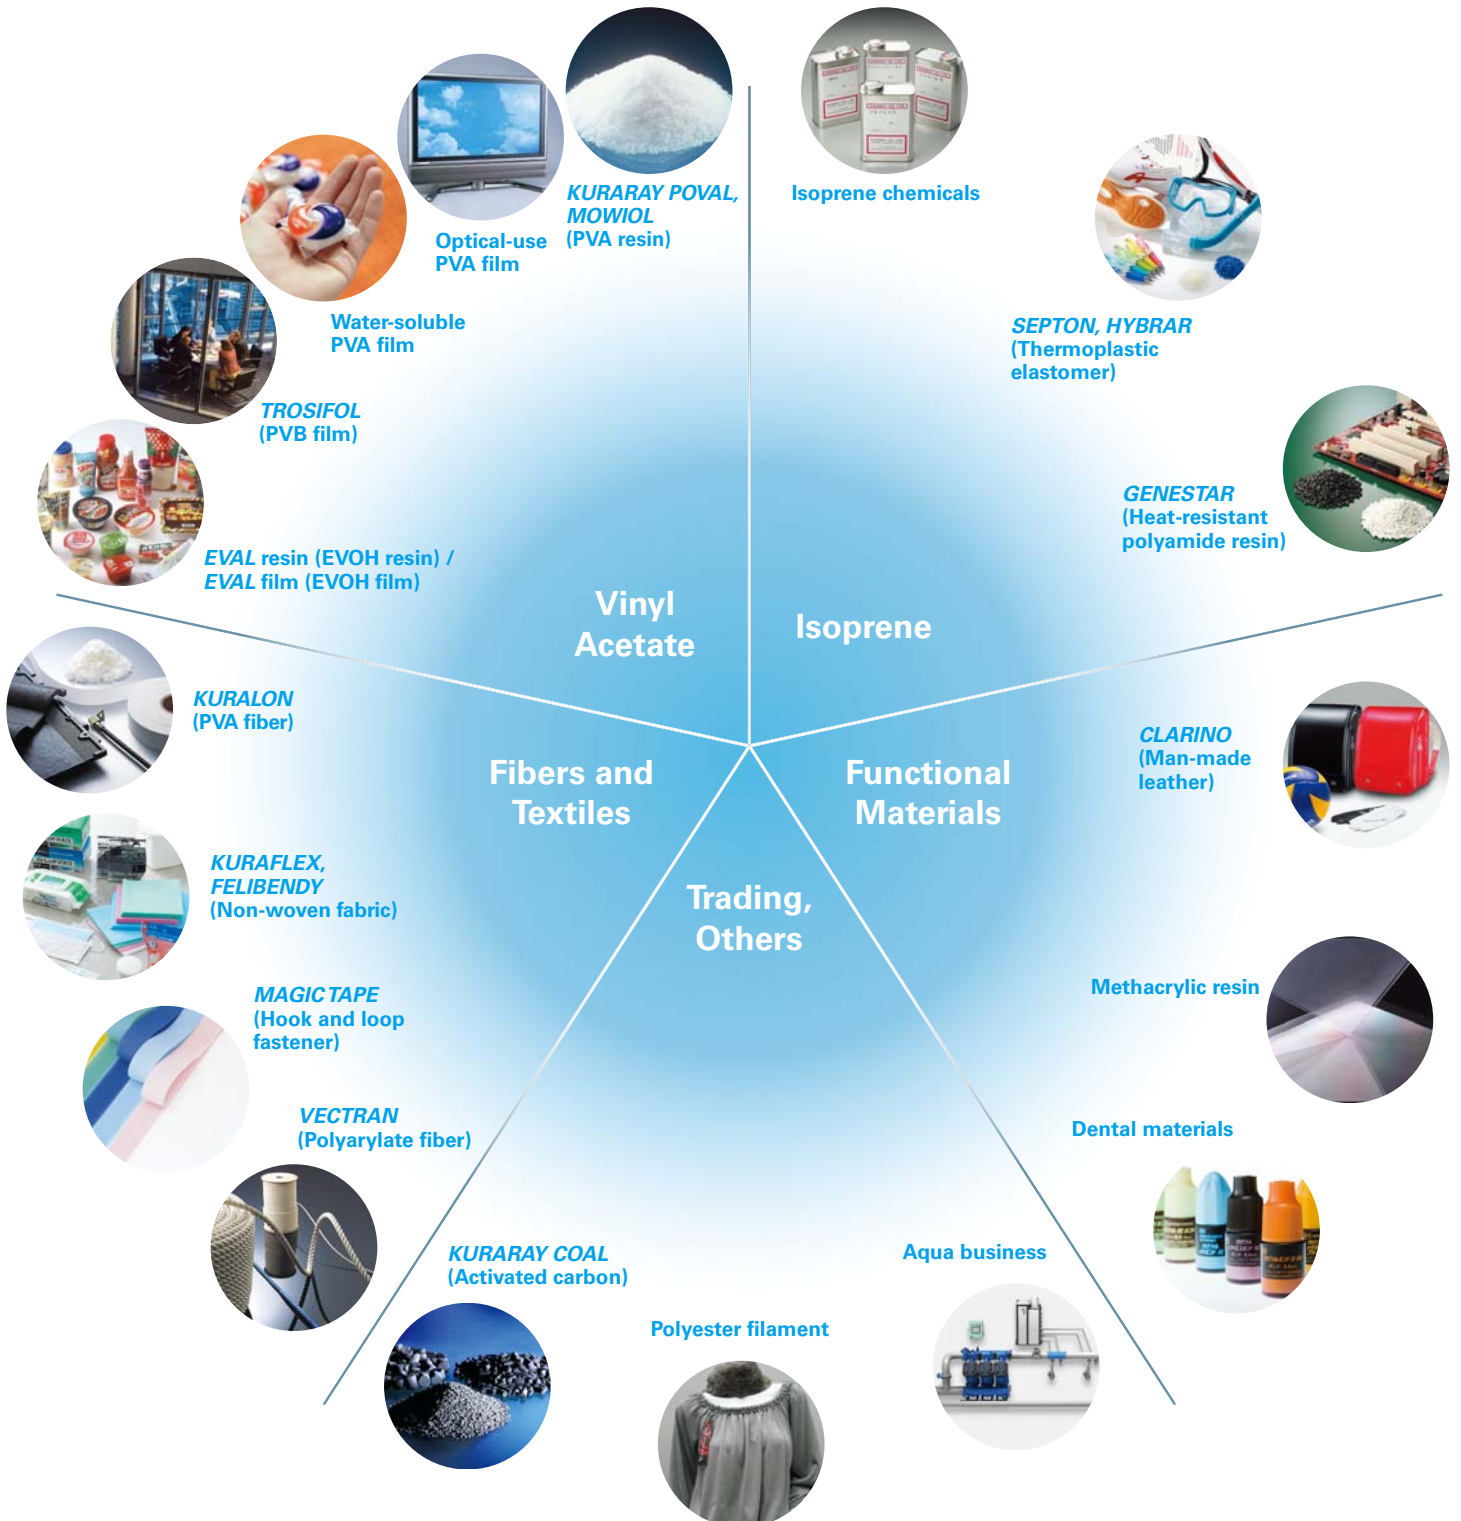 KURARAY POVAL,
MOWIOL
(PVA resin)
Optical-use
PVA film
Water-soluble
PVA film
TROSIFOL
(PVB film)
EVAL resin (EVOH resin) /
EVAL film (EVOH film)
Vinyl
Acetate
Isoprene chemicals
SEPTON, HYBRAR
(Thermoplastic
elastomer)
GENESTAR
(Heat-resistant
polyamide resin)
Isoprene
KURALON
(PVA fiber)
KURAFLEX,
FELIBENDY
(Non-woven fabric)
MAGIC TAPE
(Hook and loop
fastener)
VECTRAN
(Polyarylate fiber)
Fibers and
Textiles
Functional
Materials
CLARINO
(Man-made
leather)
Methacrylic resin
Dental materials
Trading,
Others
KURARAY COAL
(Activated carbon)
Polyester filament
Aqua business